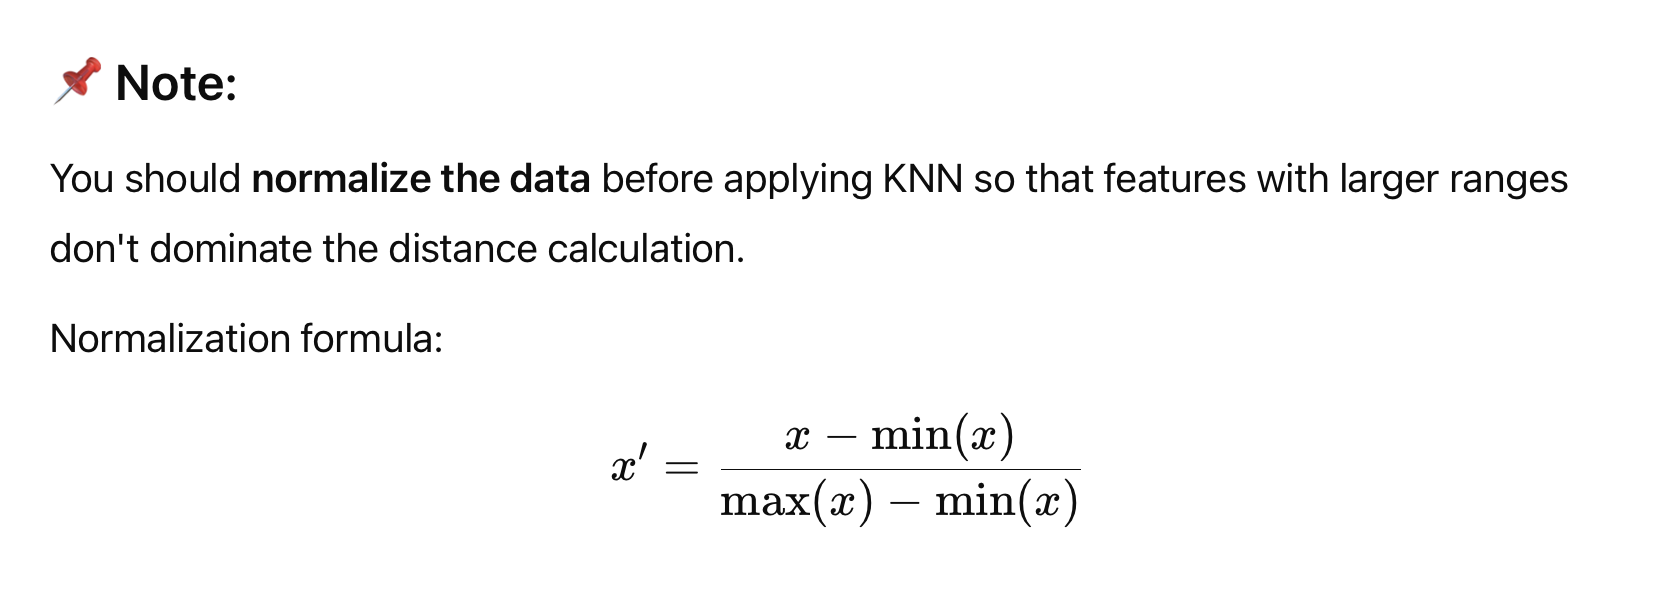 📌 Note:
You should normalize the data before applying KNN so that features with larger ranges
don't dominate the distance calculation.
Normalization formula:
x′ = (x − min(x)) / (max(x) − min(x))